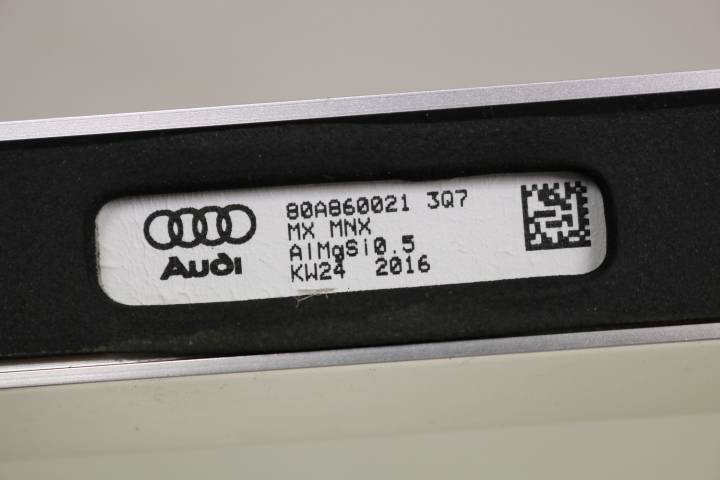 80A860021 3Q7
MX MNX
AlMgSi0.5
KW24 2016
Audi